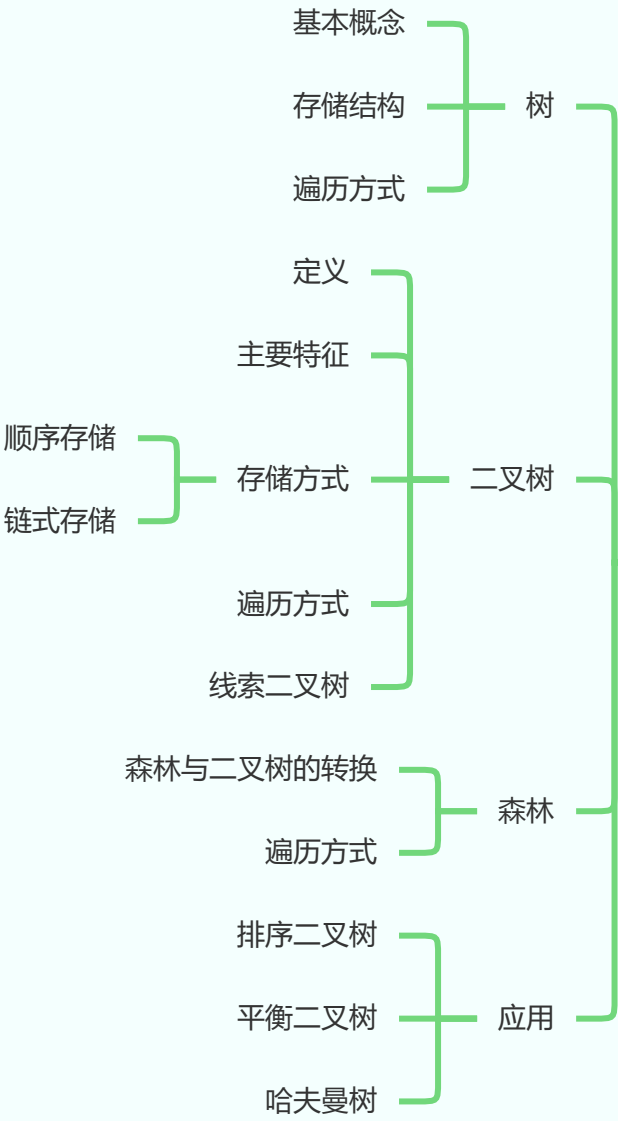 基本概念
存储结构
树
遍历方式
定义
主要特征
顺序存储
存储方式
二叉树
链式存储
遍历方式
线索二叉树
森林与二叉树的转换
森林
遍历方式
排序二叉树
平衡二叉树
应用
哈夫曼树